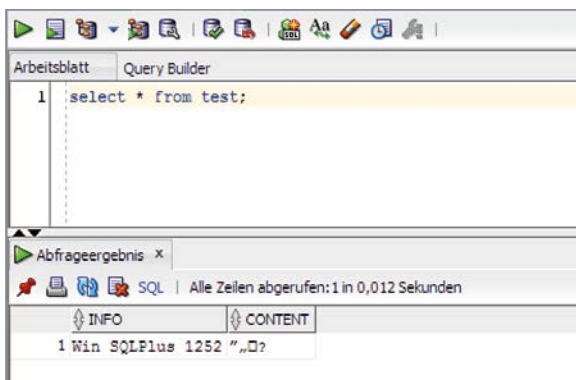 Arbeitsblatt Query Builder
1 select * from test;
Abfrageergebnis x
SQL | Alle Zeilen abgerufen:1 in 0,012 Sekunden
INFO CONTENT
1 Win SQLPlus 1252 "„□?